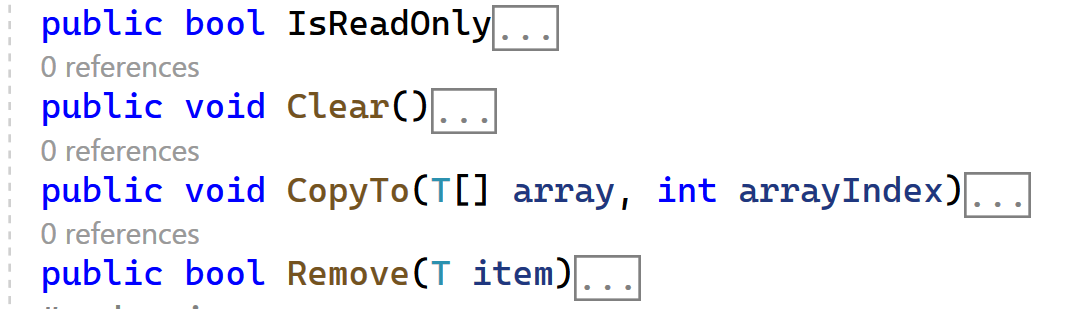 public bool IsReadOnly...
0 references
public void Clear()...
0 references
public void CopyTo(T[] array, int arrayIndex)...
0 references
public bool Remove(T item)...